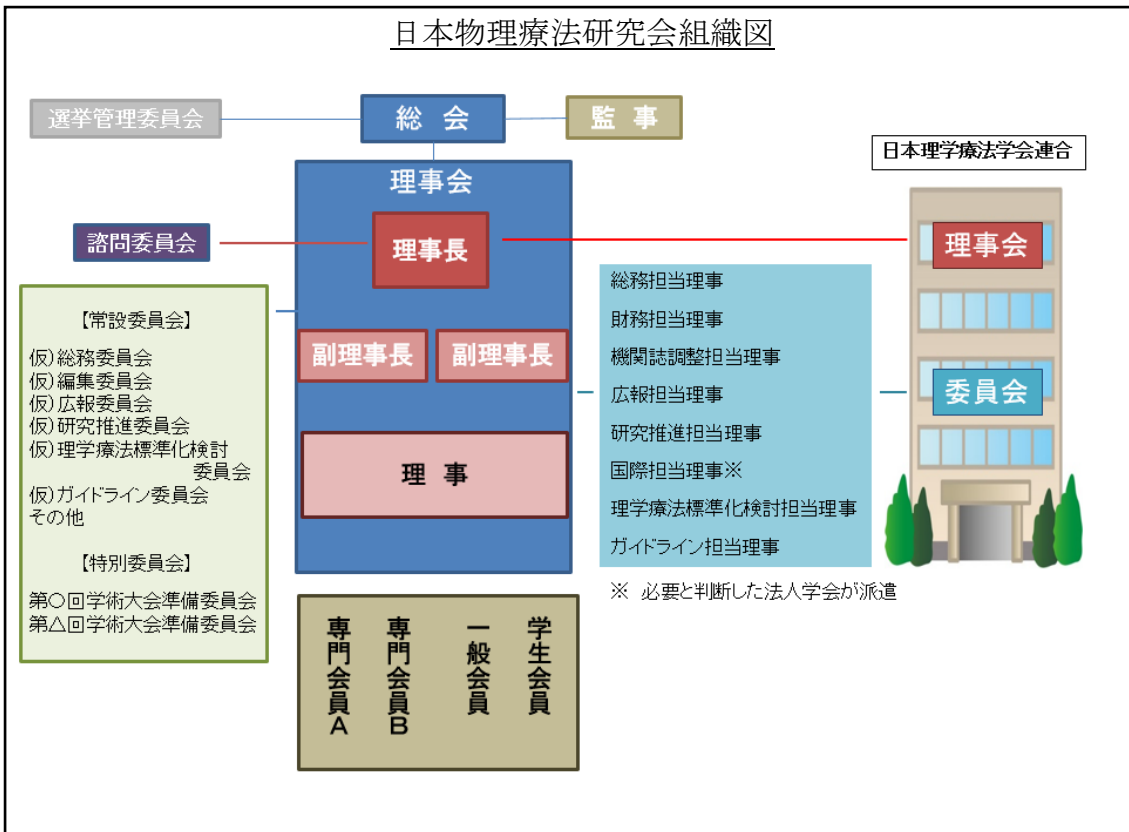 日本物理療法研究会組織図
選挙管理委員会
総 会
監 事
日本理学療法学会連合
理事会
諮問委員会
理事長
理事会
【常設委員会】
仮)総務委員会
仮)編集委員会
仮)広報委員会
仮)研究推進委員会
仮)理学療法標準化検討
委員会
仮)ガイドライン委員会
その他
【特別委員会】
第〇回学術大会準備委員会
第△回学術大会準備委員会
副理事長
副理事長
理 事
総務担当理事
財務担当理事
機関誌調整担当理事
広報担当理事
研究推進担当理事
国際担当理事※
理学療法標準化検討担当理事
ガイドライン担当理事
※ 必要と判断した法人学会が派遣
委員会
専門会員A
専門会員B
一般会員
学生会員